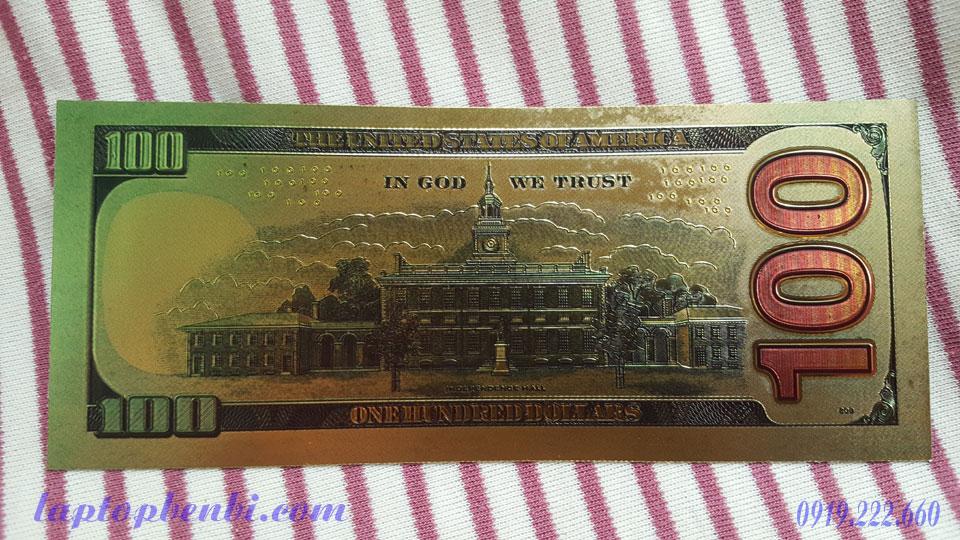 100
THE UNITED STATES OF AMERICA
IN GOD WE TRUST
100
INDEPENDENCE HALL
100
ONE HUNDRED DOLLARS
laptopbenbi.com
0919.222.660